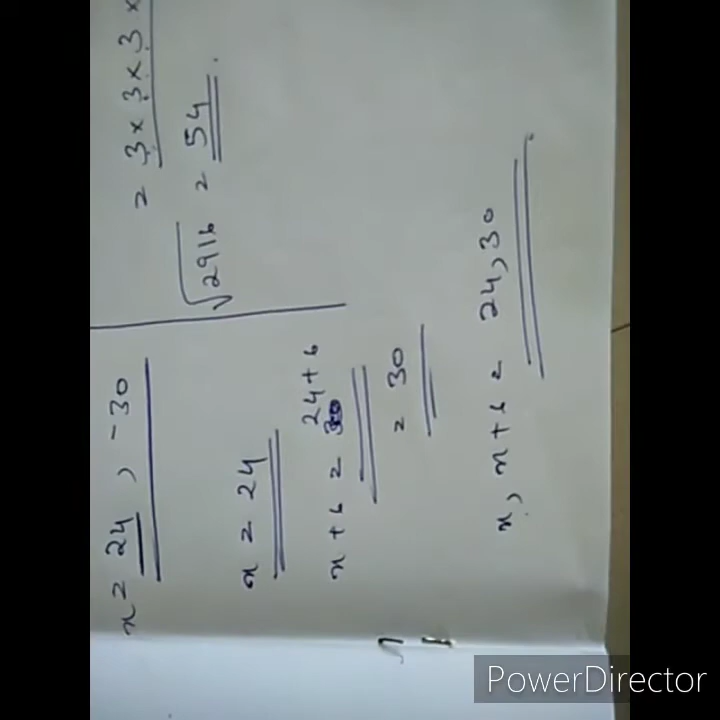 = 3 × 3 × 3 ×
√2916 = 54.
x = 24, -30
x = 24
x + 6 = 24 + 6
= 30
x, x + 6 = 24, 30
PowerDirector